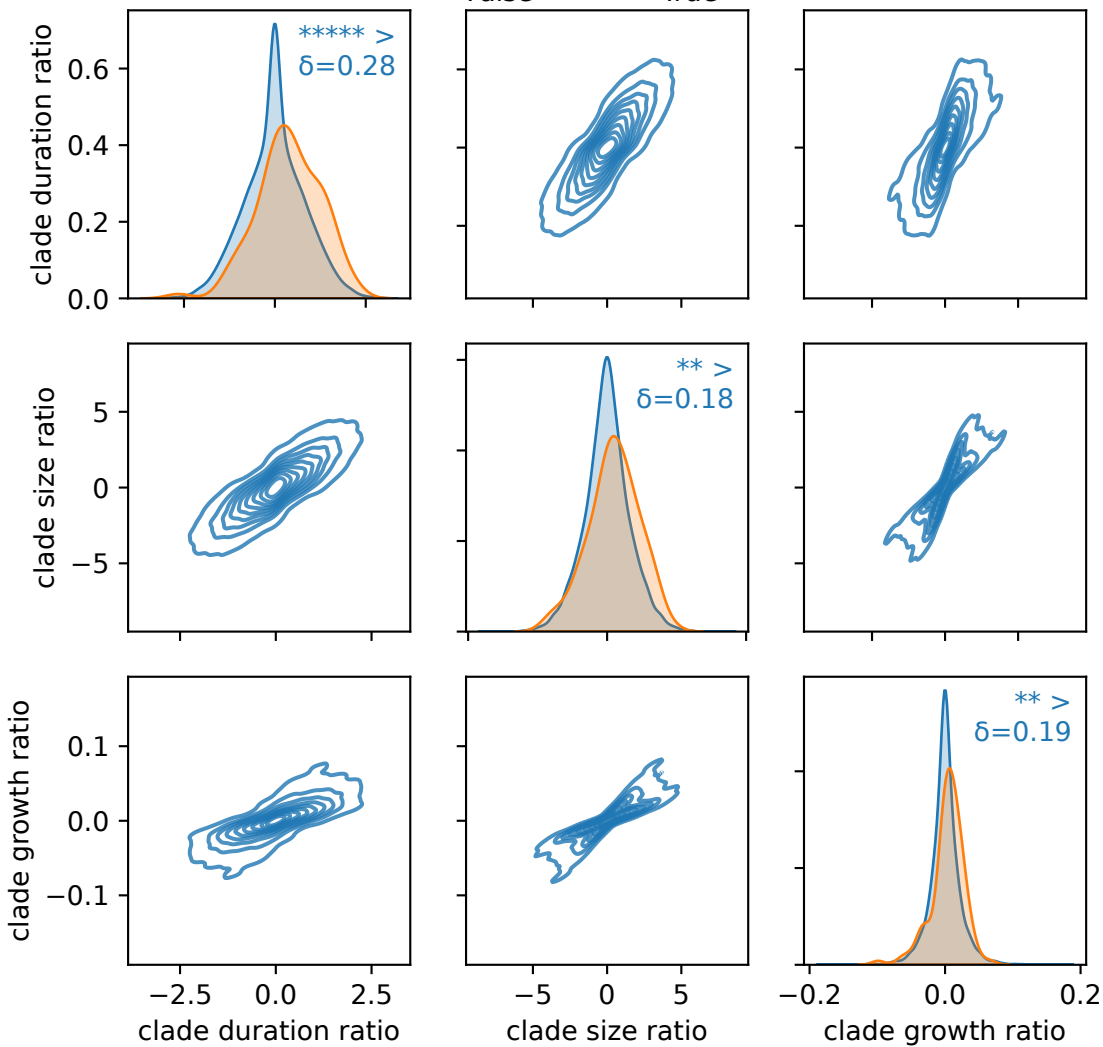 clade duration ratio
0.6
0.4
0.2
0.0
***** >
δ=0.28
clade size ratio
5
0
−5
** >
δ=0.18
clade growth ratio
0.1
0.0
−0.1
** >
δ=0.19
−2.5 0.0 2.5
−5 0 5
−0.2 0.0 0.2
clade duration ratio
clade size ratio
clade growth ratio